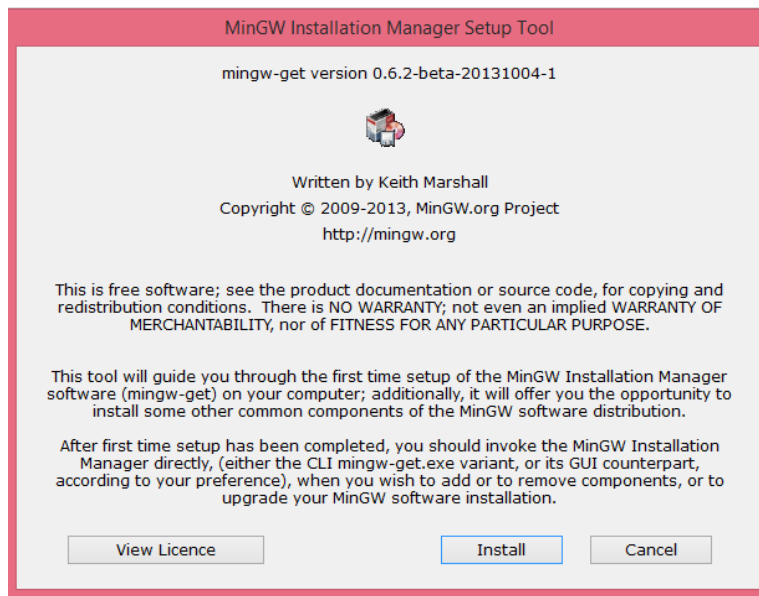 MinGW Installation Manager Setup Tool
mingw-get version 0.6.2-beta-20131004-1
Written by Keith Marshall
Copyright © 2009-2013, MinGW.org Project
http://mingw.org
This is free software; see the product documentation or source code, for copying and
redistribution conditions.  There is NO WARRANTY; not even an implied WARRANTY OF
MERCHANTABILITY, nor of FITNESS FOR ANY PARTICULAR PURPOSE.
This tool will guide you through the first time setup of the MinGW Installation Manager
software (mingw-get) on your computer; additionally, it will offer you the opportunity to
install some other common components of the MinGW software distribution.
After first time setup has been completed, you should invoke the MinGW Installation
Manager directly, (either the CLI mingw-get.exe variant, or its GUI counterpart,
according to your preference), when you wish to add or to remove components, or to
upgrade your MinGW software installation.
View Licence
Install
Cancel